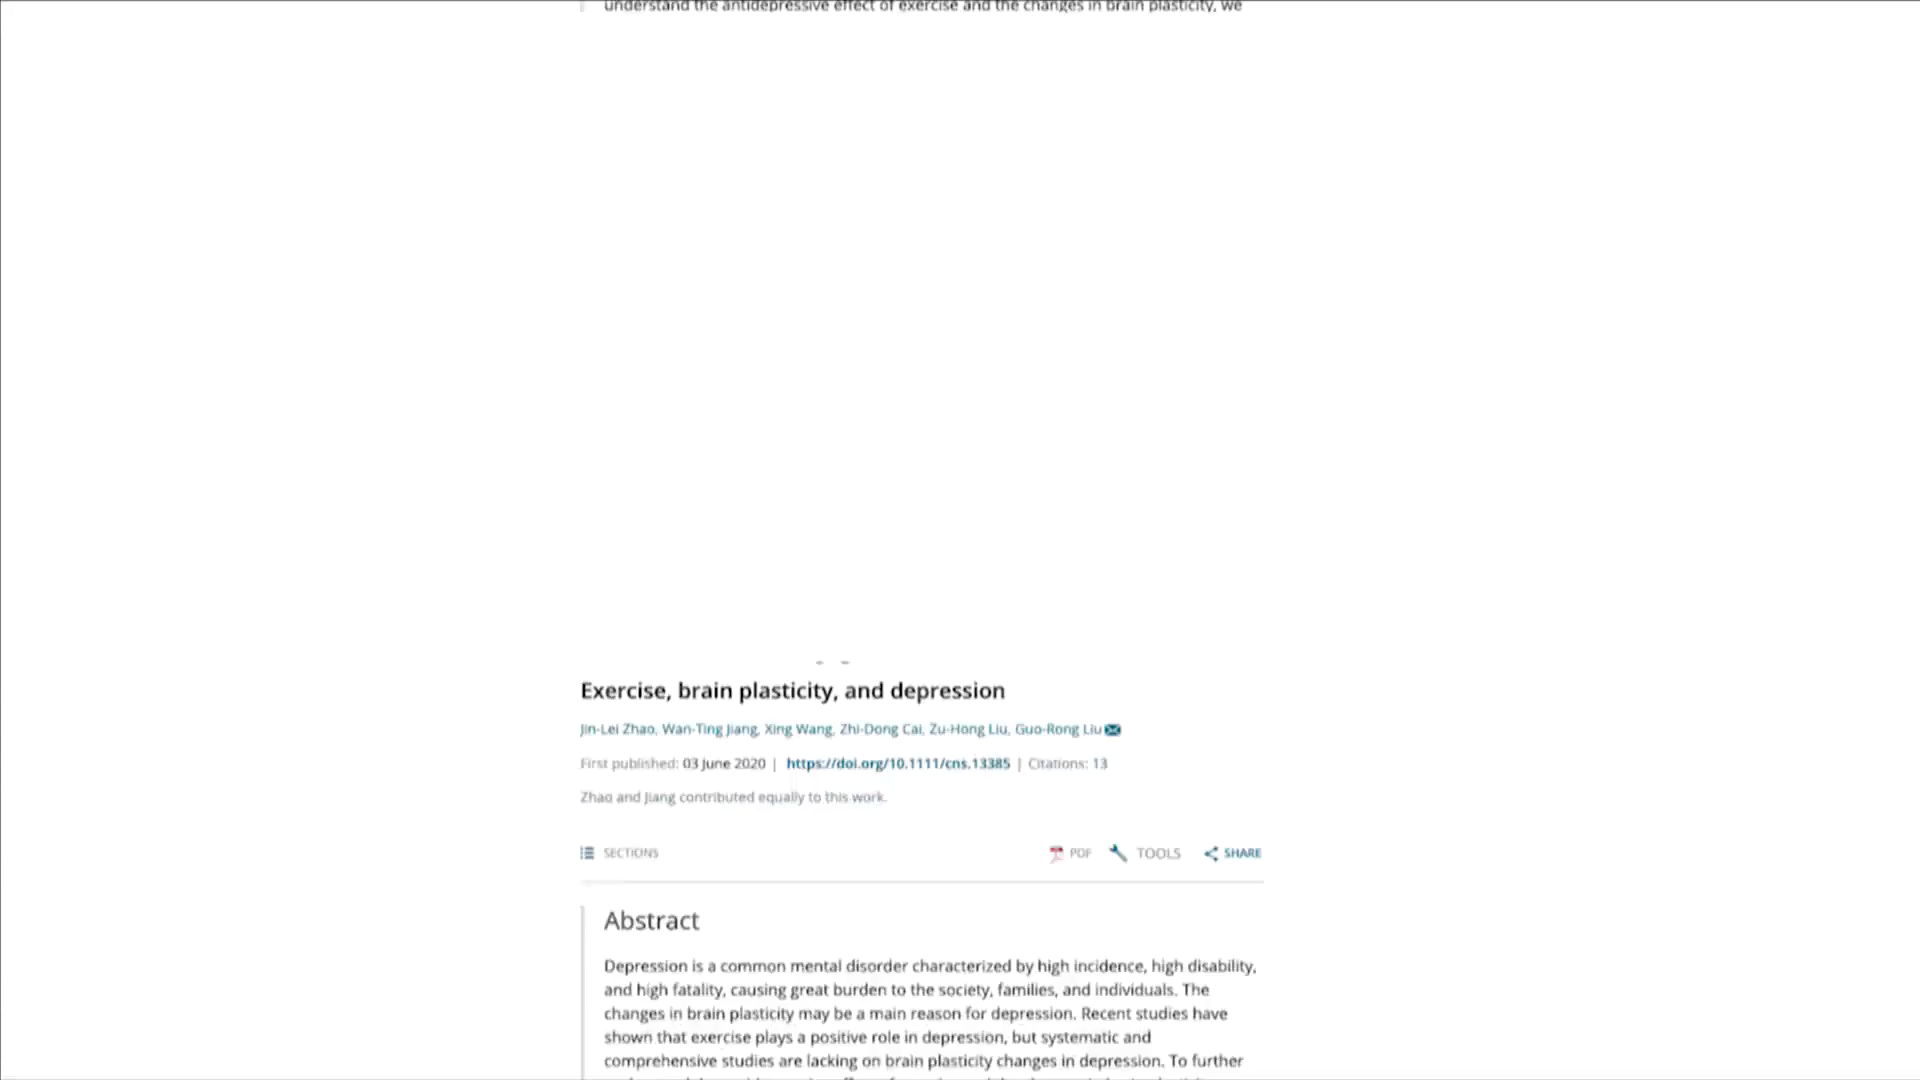 understand the antidepressive effect of exercise and the changes in brain plasticity, we
Exercise, brain plasticity, and depression
Jin-Lei Zhao, Wan-Ting Jiang, Xing Wang, Zhi-Dong Cai, Zu-Hong Liu, Guo-Rong Liu
First published: 03 June 2020 | https://doi.org/10.1111/cns.13385 | Citations: 13
Zhao and Jiang contributed equally to this work.
SECTIONS PDF TOOLS SHARE
Abstract
Depression is a common mental disorder characterized by high incidence, high disability,
and high fatality, causing great burden to the society, families, and individuals. The
changes in brain plasticity may be a main reason for depression. Recent studies have
shown that exercise plays a positive role in depression, but systematic and
comprehensive studies are lacking on brain plasticity changes in depression. To further